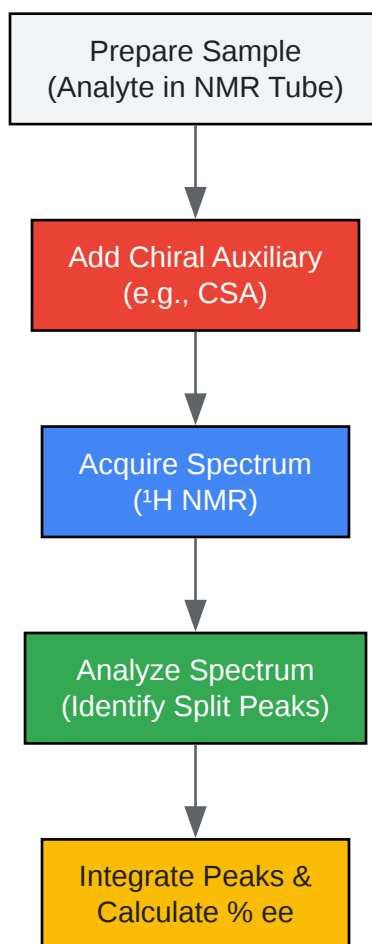 Prepare Sample
(Analyte in NMR Tube)
Add Chiral Auxiliary
(e.g., CSA)
Acquire Spectrum
(¹H NMR)
Analyze Spectrum
(Identify Split Peaks)
Integrate Peaks &
Calculate % ee